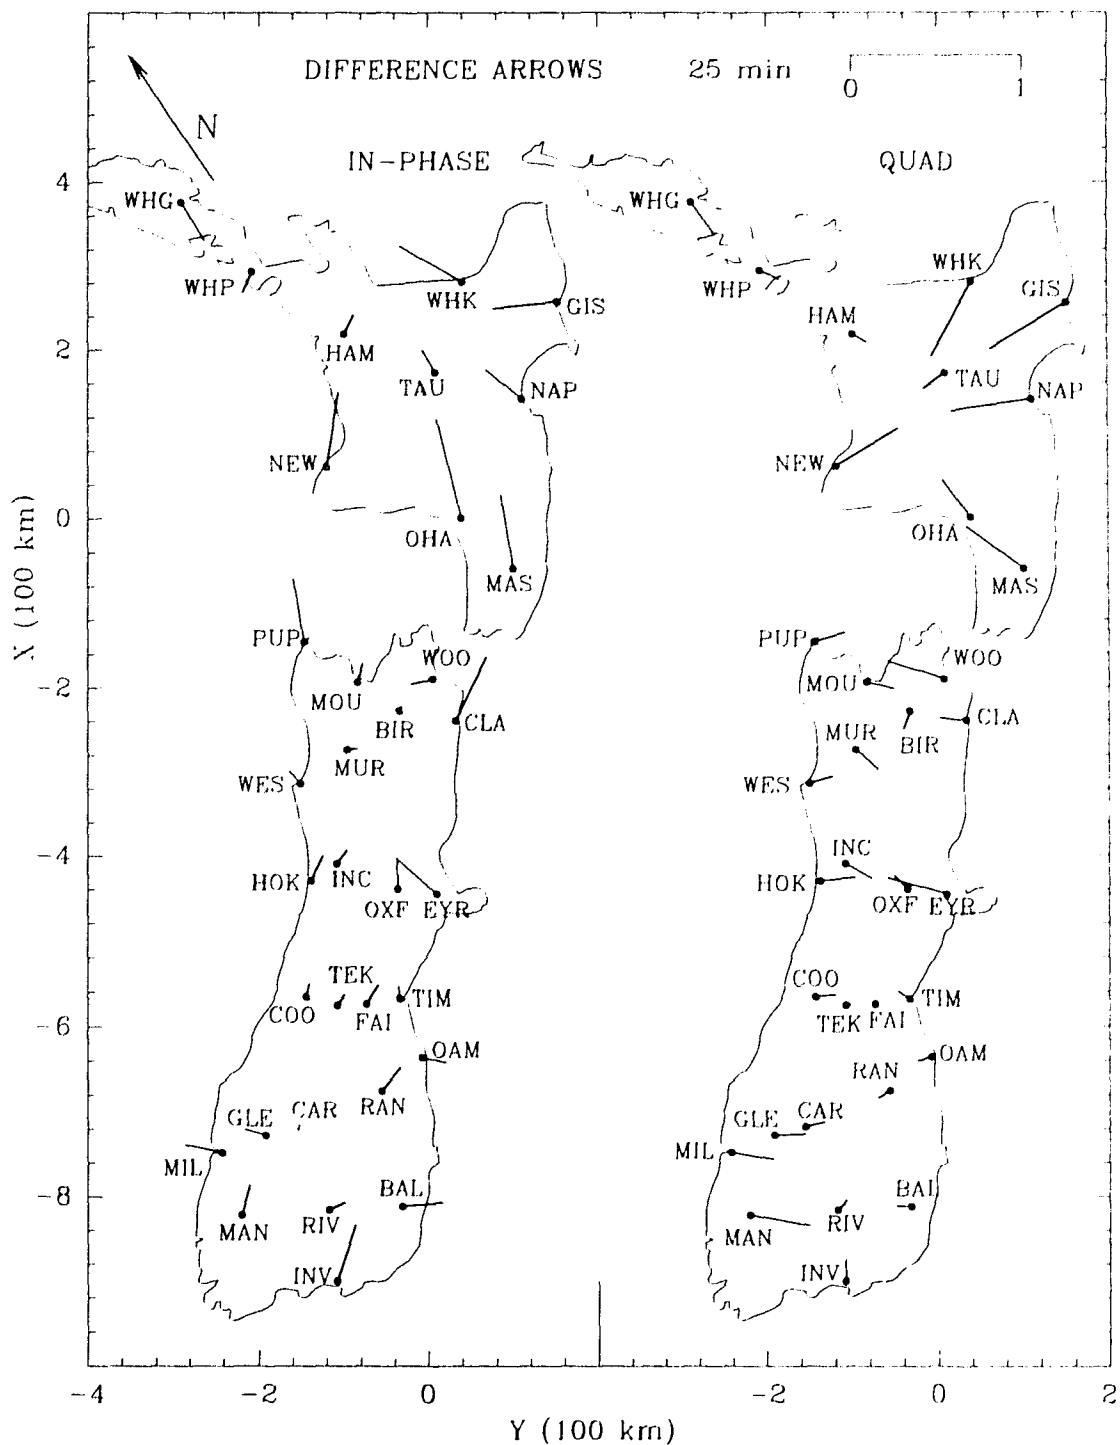 DIFFERENCE ARROWS 25 min
0 1
N
IN-PHASE QUAD
4
WHG WHG
WHP WHP
WHK WHK
GIS GIS
HAM HAM
2
TAU TAU
NAP NAP
NEW NEW
0
OHA OHA
MAS MAS
X (100 km)
PUP PUP
WOO WOO
-2
MOU MOU
BIR BIR
CLA CLA
MUR MUR
WES WES
-4
HOK INC HOK INC
OXF EYR OXF EYR
TEK COO
COO FAI TIM TEK FAI TIM
-6
OAM OAM
RAN RAN
GLE CAR GLE CAR
MIL MIL
-8
BAL BAL
MAN RIV MAN RIV
INV INV
-4 -2 0 -2 0 2
Y (100 km)